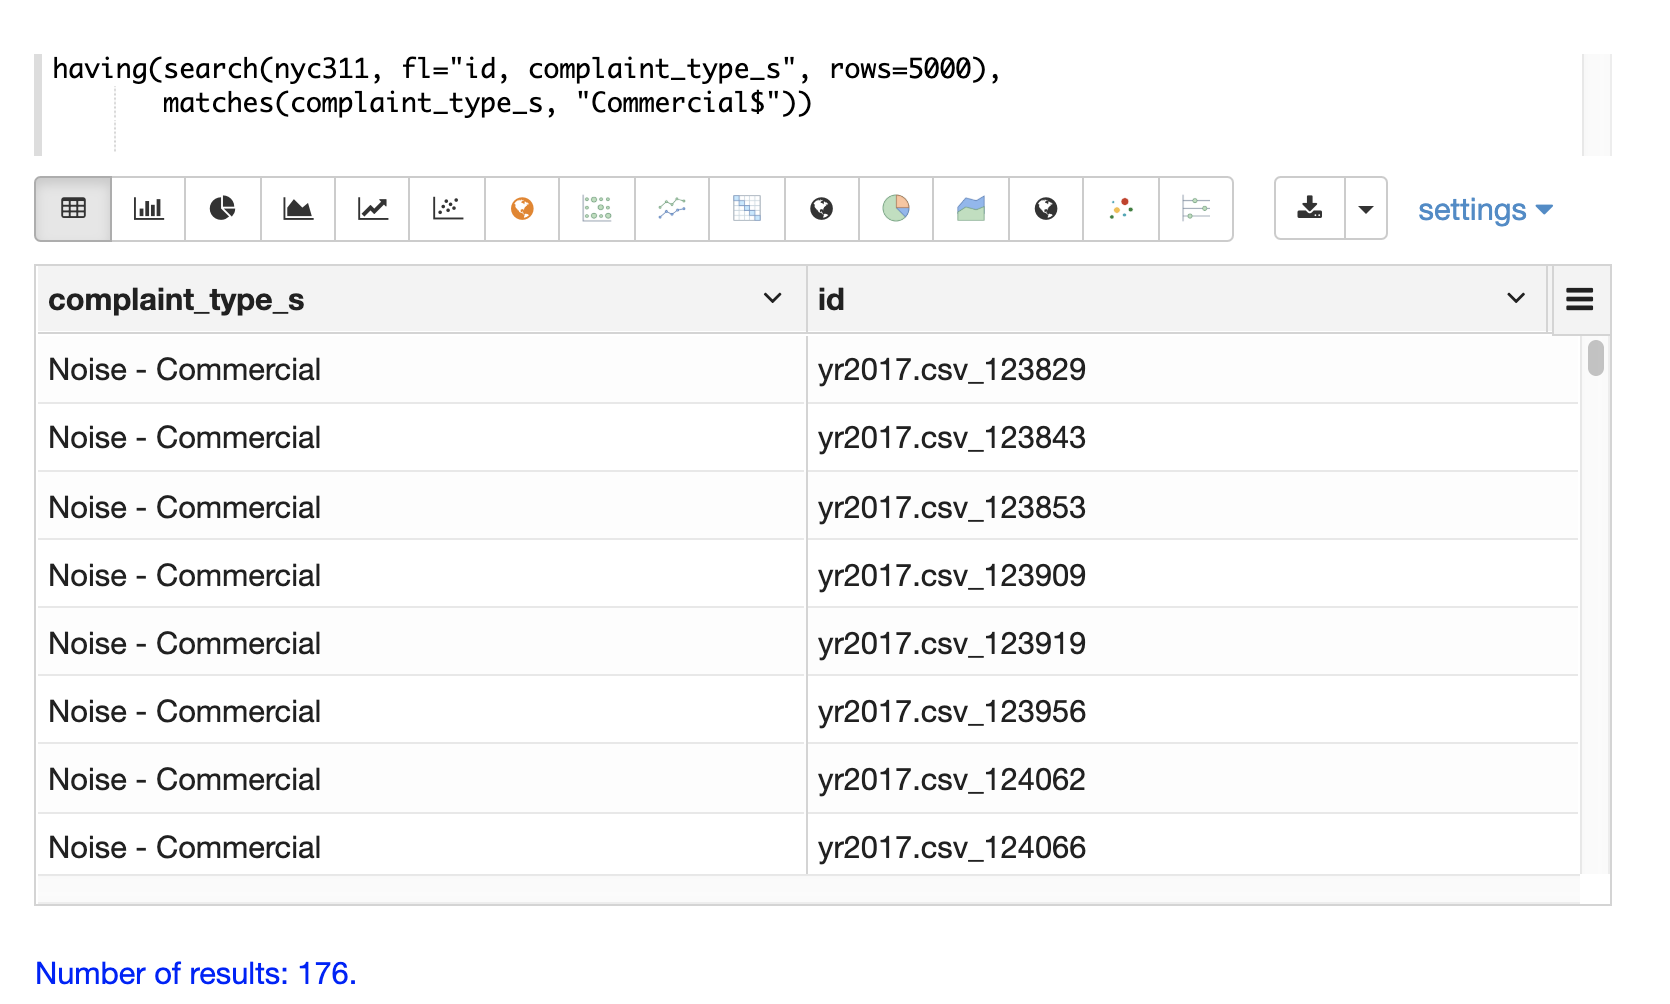 having(search(nyc311, fl="id, complaint_type_s", rows=5000),
matches(complaint_type_s, "Commercial$"))
settings
complaint_type_s id
Noise - Commercial yr2017.csv_123829
Noise - Commercial yr2017.csv_123843
Noise - Commercial yr2017.csv_123853
Noise - Commercial yr2017.csv_123909
Noise - Commercial yr2017.csv_123919
Noise - Commercial yr2017.csv_123956
Noise - Commercial yr2017.csv_124062
Noise - Commercial yr2017.csv_124066
Number of results: 176.